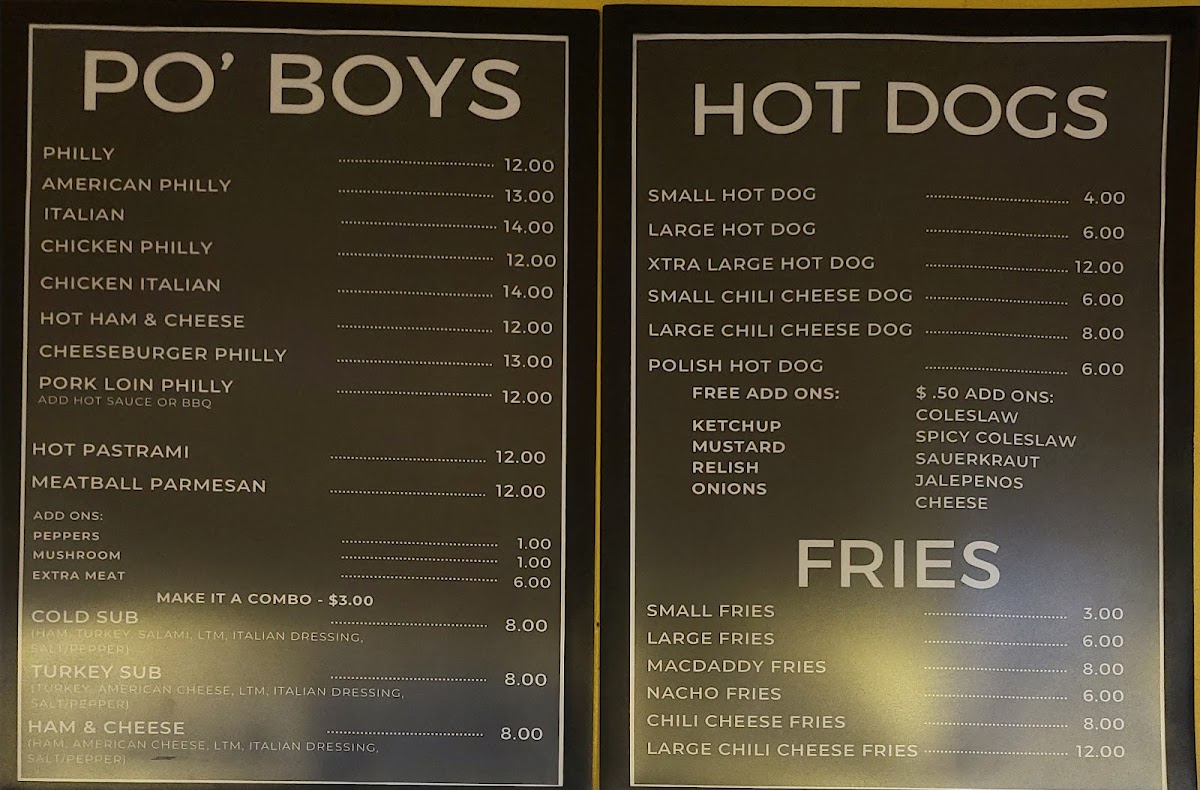 PO' BOYS
PHILLY ........ 12.00
AMERICAN PHILLY ........ 13.00
ITALIAN ........ 14.00
CHICKEN PHILLY ........ 12.00
CHICKEN ITALIAN ........ 14.00
HOT HAM & CHEESE ........ 12.00
CHEESEBURGER PHILLY ........ 13.00
PORK LOIN PHILLY ........ 12.00
ADD HOT SAUCE OR BBQ
HOT PASTRAMI ........ 12.00
MEATBALL PARMESAN ........ 12.00
ADD ONS:
PEPPERS ........ 1.00
MUSHROOM ........ 1.00
EXTRA MEAT ........ 6.00
MAKE IT A COMBO - $3.00
COLD SUB ........ 8.00
(HAM, TURKEY, SALAMI, LTM, ITALIAN DRESSING,
SALT/PEPPER)
TURKEY SUB ........ 8.00
(TURKEY, AMERICAN CHEESE, LTM, ITALIAN DRESSING,
SALT/PEPPER)
HAM & CHEESE ........ 8.00
(HAM, AMERICAN CHEESE, LTM, ITALIAN DRESSING,
SALT/PEPPER)
HOT DOGS
SMALL HOT DOG ........ 4.00
LARGE HOT DOG ........ 6.00
XTRA LARGE HOT DOG ........ 12.00
SMALL CHILI CHEESE DOG ........ 6.00
LARGE CHILI CHEESE DOG ........ 8.00
POLISH HOT DOG ........ 6.00
FREE ADD ONS:
KETCHUP
MUSTARD
RELISH
ONIONS
$ .50 ADD ONS:
COLESLAW
SPICY COLESLAW
SAUERKRAUT
JALEPENOS
CHEESE
FRIES
SMALL FRIES ........ 3.00
LARGE FRIES ........ 6.00
MACDADDY FRIES ........ 8.00
NACHO FRIES ........ 6.00
CHILI CHEESE FRIES ........ 8.00
LARGE CHILI CHEESE FRIES ........ 12.00